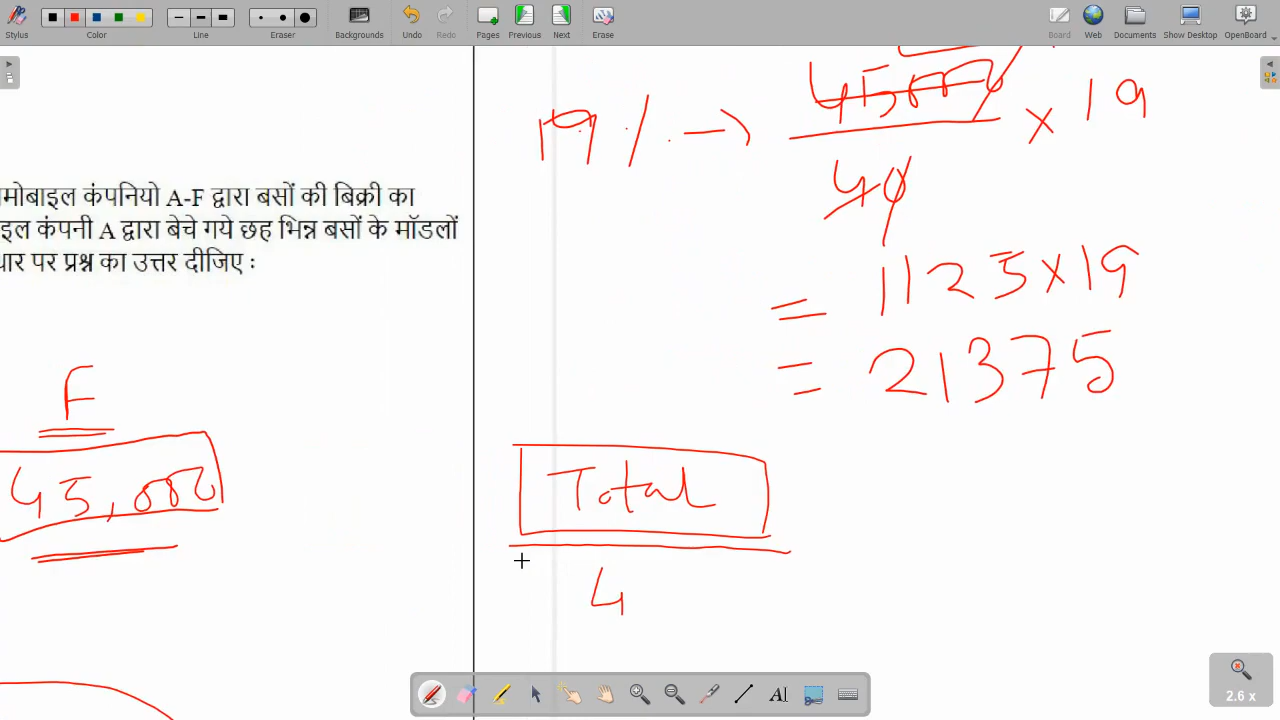 Stylus Color Line Eraser Backgrounds Undo Redo Pages Previous Next Erase Board Web Documents Show Desktop OpenBoard
मोबाइल कंपनियो A-F द्वारा बसों की बिक्री का
इल कंपनी A द्वारा बेचे गये छह भिन्न बसों के मॉडलों
धार पर प्रश्न का उत्तर दीजिए :
F
45,000
19% → 45000/40 × 19
= 1125×19
= 21375
Total
4
2.6 x